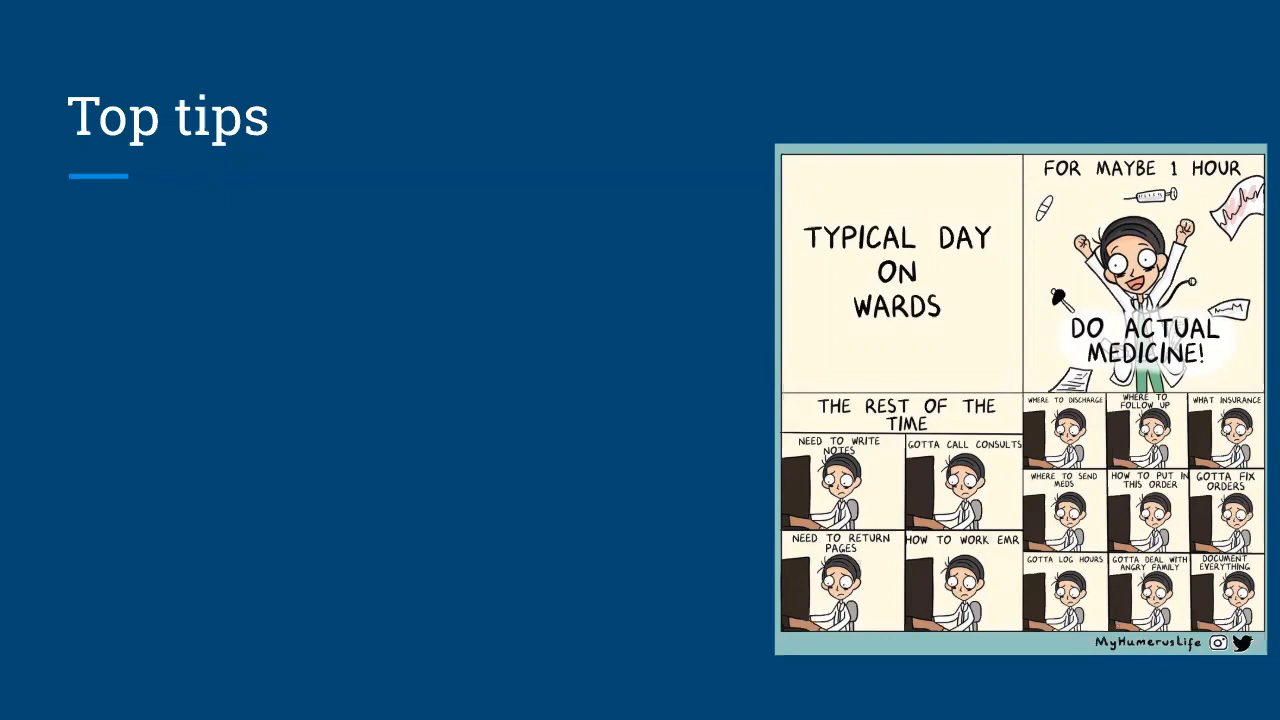 Top tips
TYPICAL DAY
ON
WARDS
FOR MAYBE 1 HOUR
DO ACTUAL
MEDICINE!
THE REST OF THE
TIME
NEED TO WRITE
NOTES
GOTTA CALL CONSULTS
NEED TO RETURN
PAGES
HOW TO WORK EMR
WHERE TO DISCHARGE
WHERE TO
FOLLOW UP
WHAT INSURANCE
WHERE TO SEND
MEDS
HOW TO PUT IN
THIS ORDER
GOTTA FIX
ORDERS
GOTTA LOG HOURS
GOTTA DEAL WITH
ANGRY FAMILY
DOCUMENT
EVERYTHING
MyHumerusLife